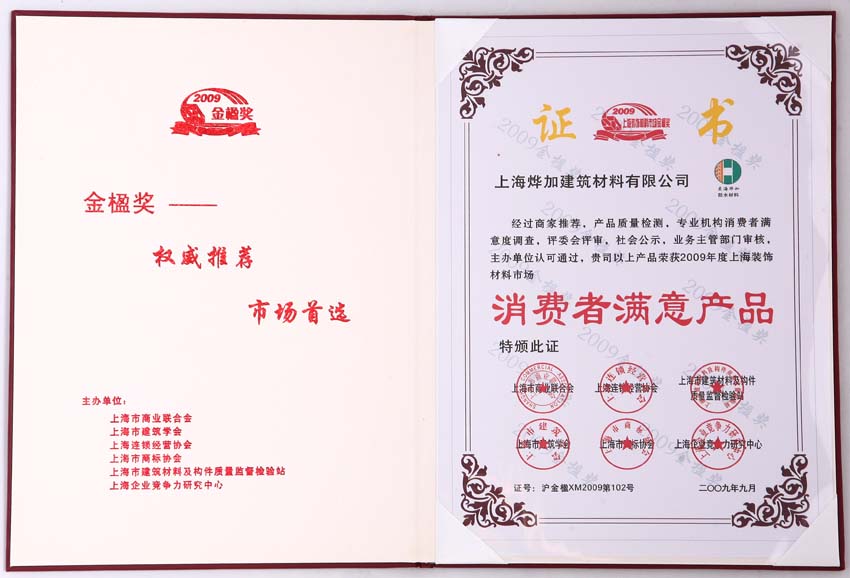 2009
金楹奖
金楹奖——
权威推荐
市场首选
主办单位：
上海市商业联合会
上海市建筑学会
上海连锁经营协会
上海市商标协会
上海市建筑材料及构件质量监督检验站
上海企业竞争力研究中心
证 书
2009
上海烨加建筑材料有限公司
防水材料
经过商家推荐，产品质量检测，专业机构消费者满
意度调查，评委会评审，社会公示，业务主管部门审核，
主办单位认可通过，贵司以上产品荣获2009年度上海装饰
材料市场
消费者满意产品
特颁此证
上海市商业联合会 上海连锁经营协会 上海市建筑材料及构件
质量监督检验站
上海市建筑学会 上海市商标协会 上海企业竞争力研究中心
证号：沪金楹XM2009第102号 二〇〇九年九月
2009金楹奖